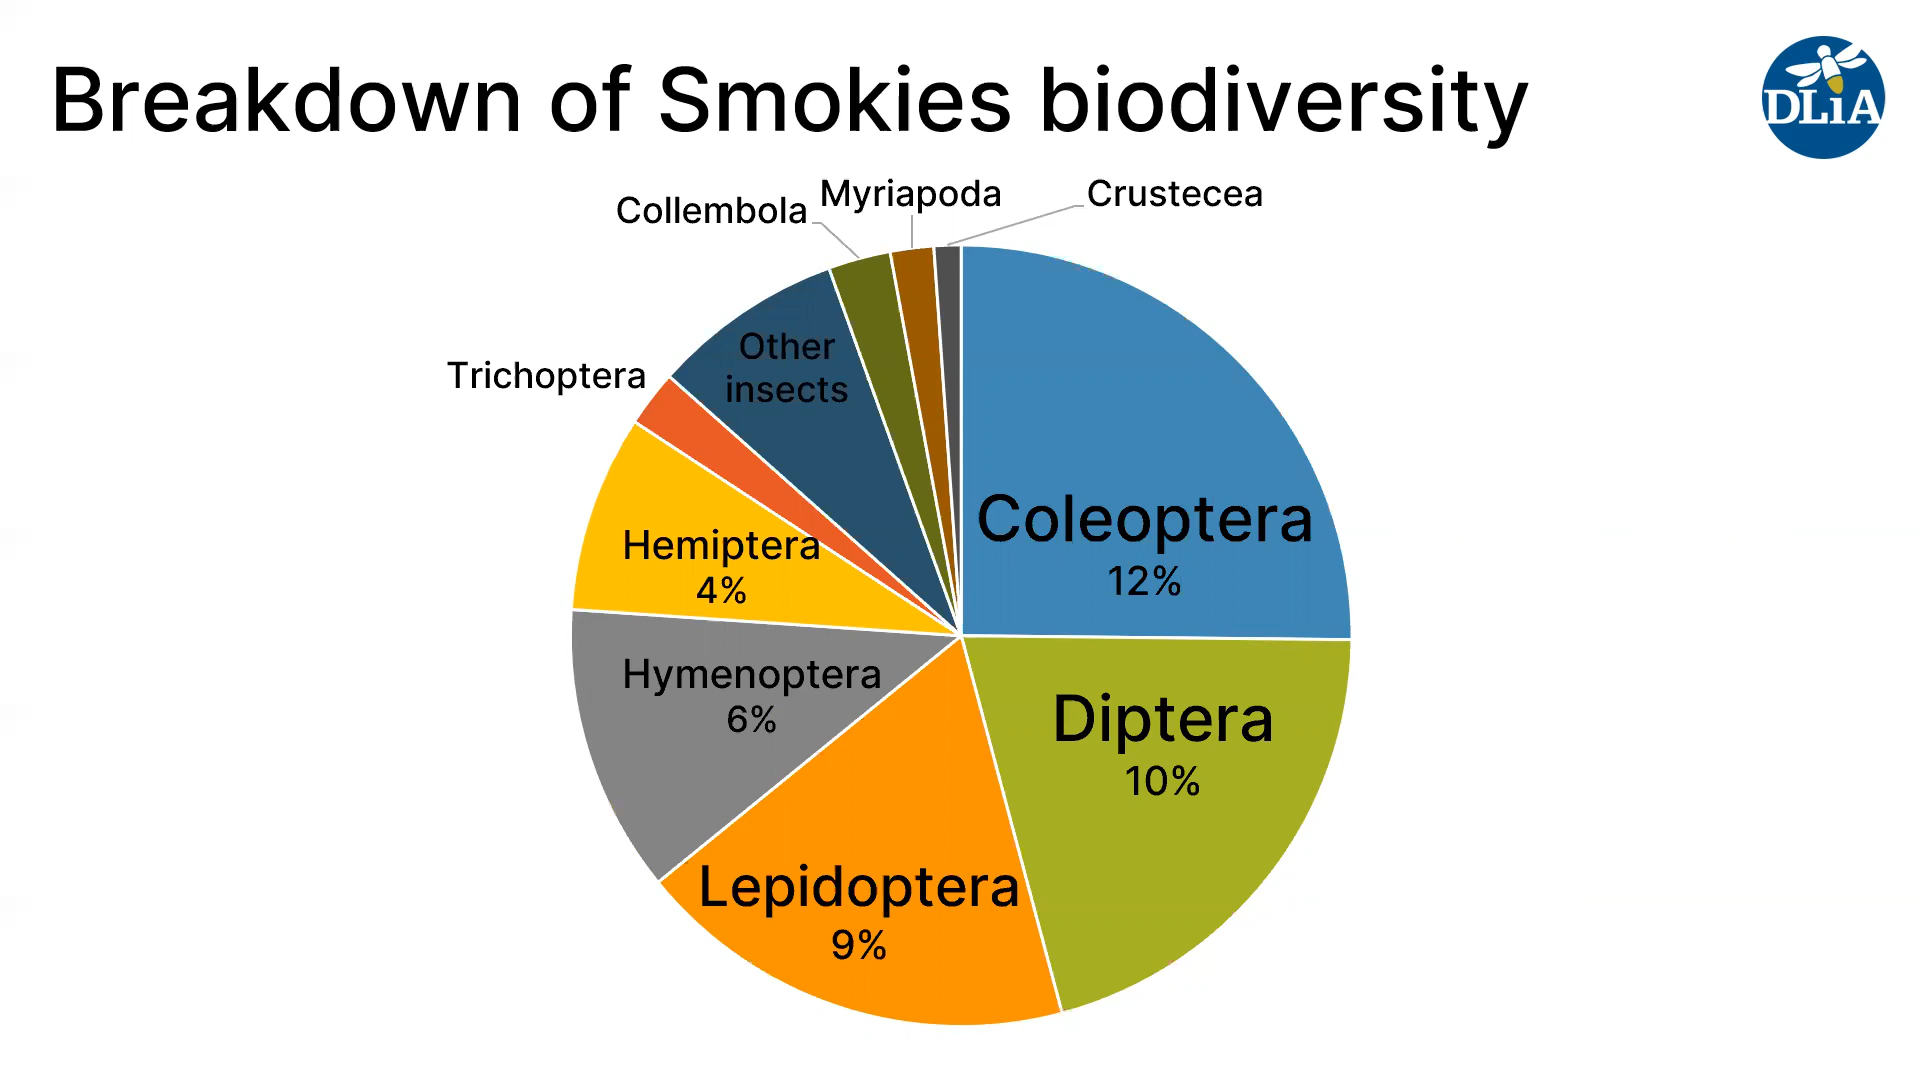 Breakdown of Smokies biodiversity
DLiA
Collembola
Myriapoda
Crustecea
Trichoptera
Other
insects
Coleoptera
12%
Hemiptera
4%
Hymenoptera
6%
Diptera
10%
Lepidoptera
9%